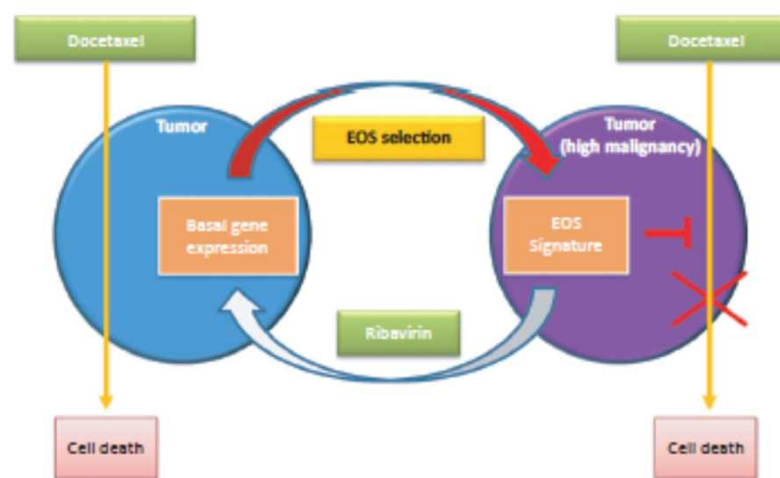 Docetaxel
Docetaxel
Tumor
EOS selection
Tumor
(high malignancy)
Basal gene
expression
EOS
Signature
Ribavirin
Cell death
Cell death